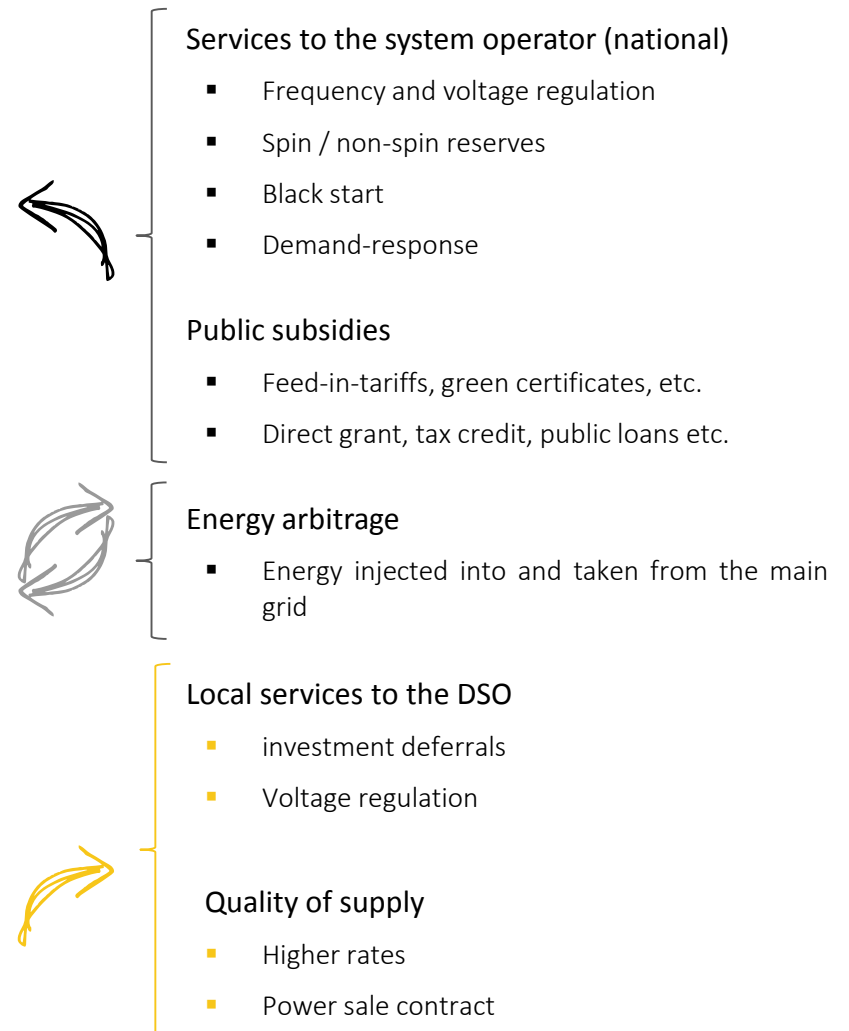 Services to the system operator (national)
▪ Frequency and voltage regulation
▪ Spin / non-spin reserves
▪ Black start
▪ Demand-response
Public subsidies
▪ Feed-in-tariffs, green certificates, etc.
▪ Direct grant, tax credit, public loans etc.
Energy arbitrage
▪ Energy injected into and taken from the main
grid
Local services to the DSO
▪ investment deferrals
▪ Voltage regulation
Quality of supply
▪ Higher rates
▪ Power sale contract